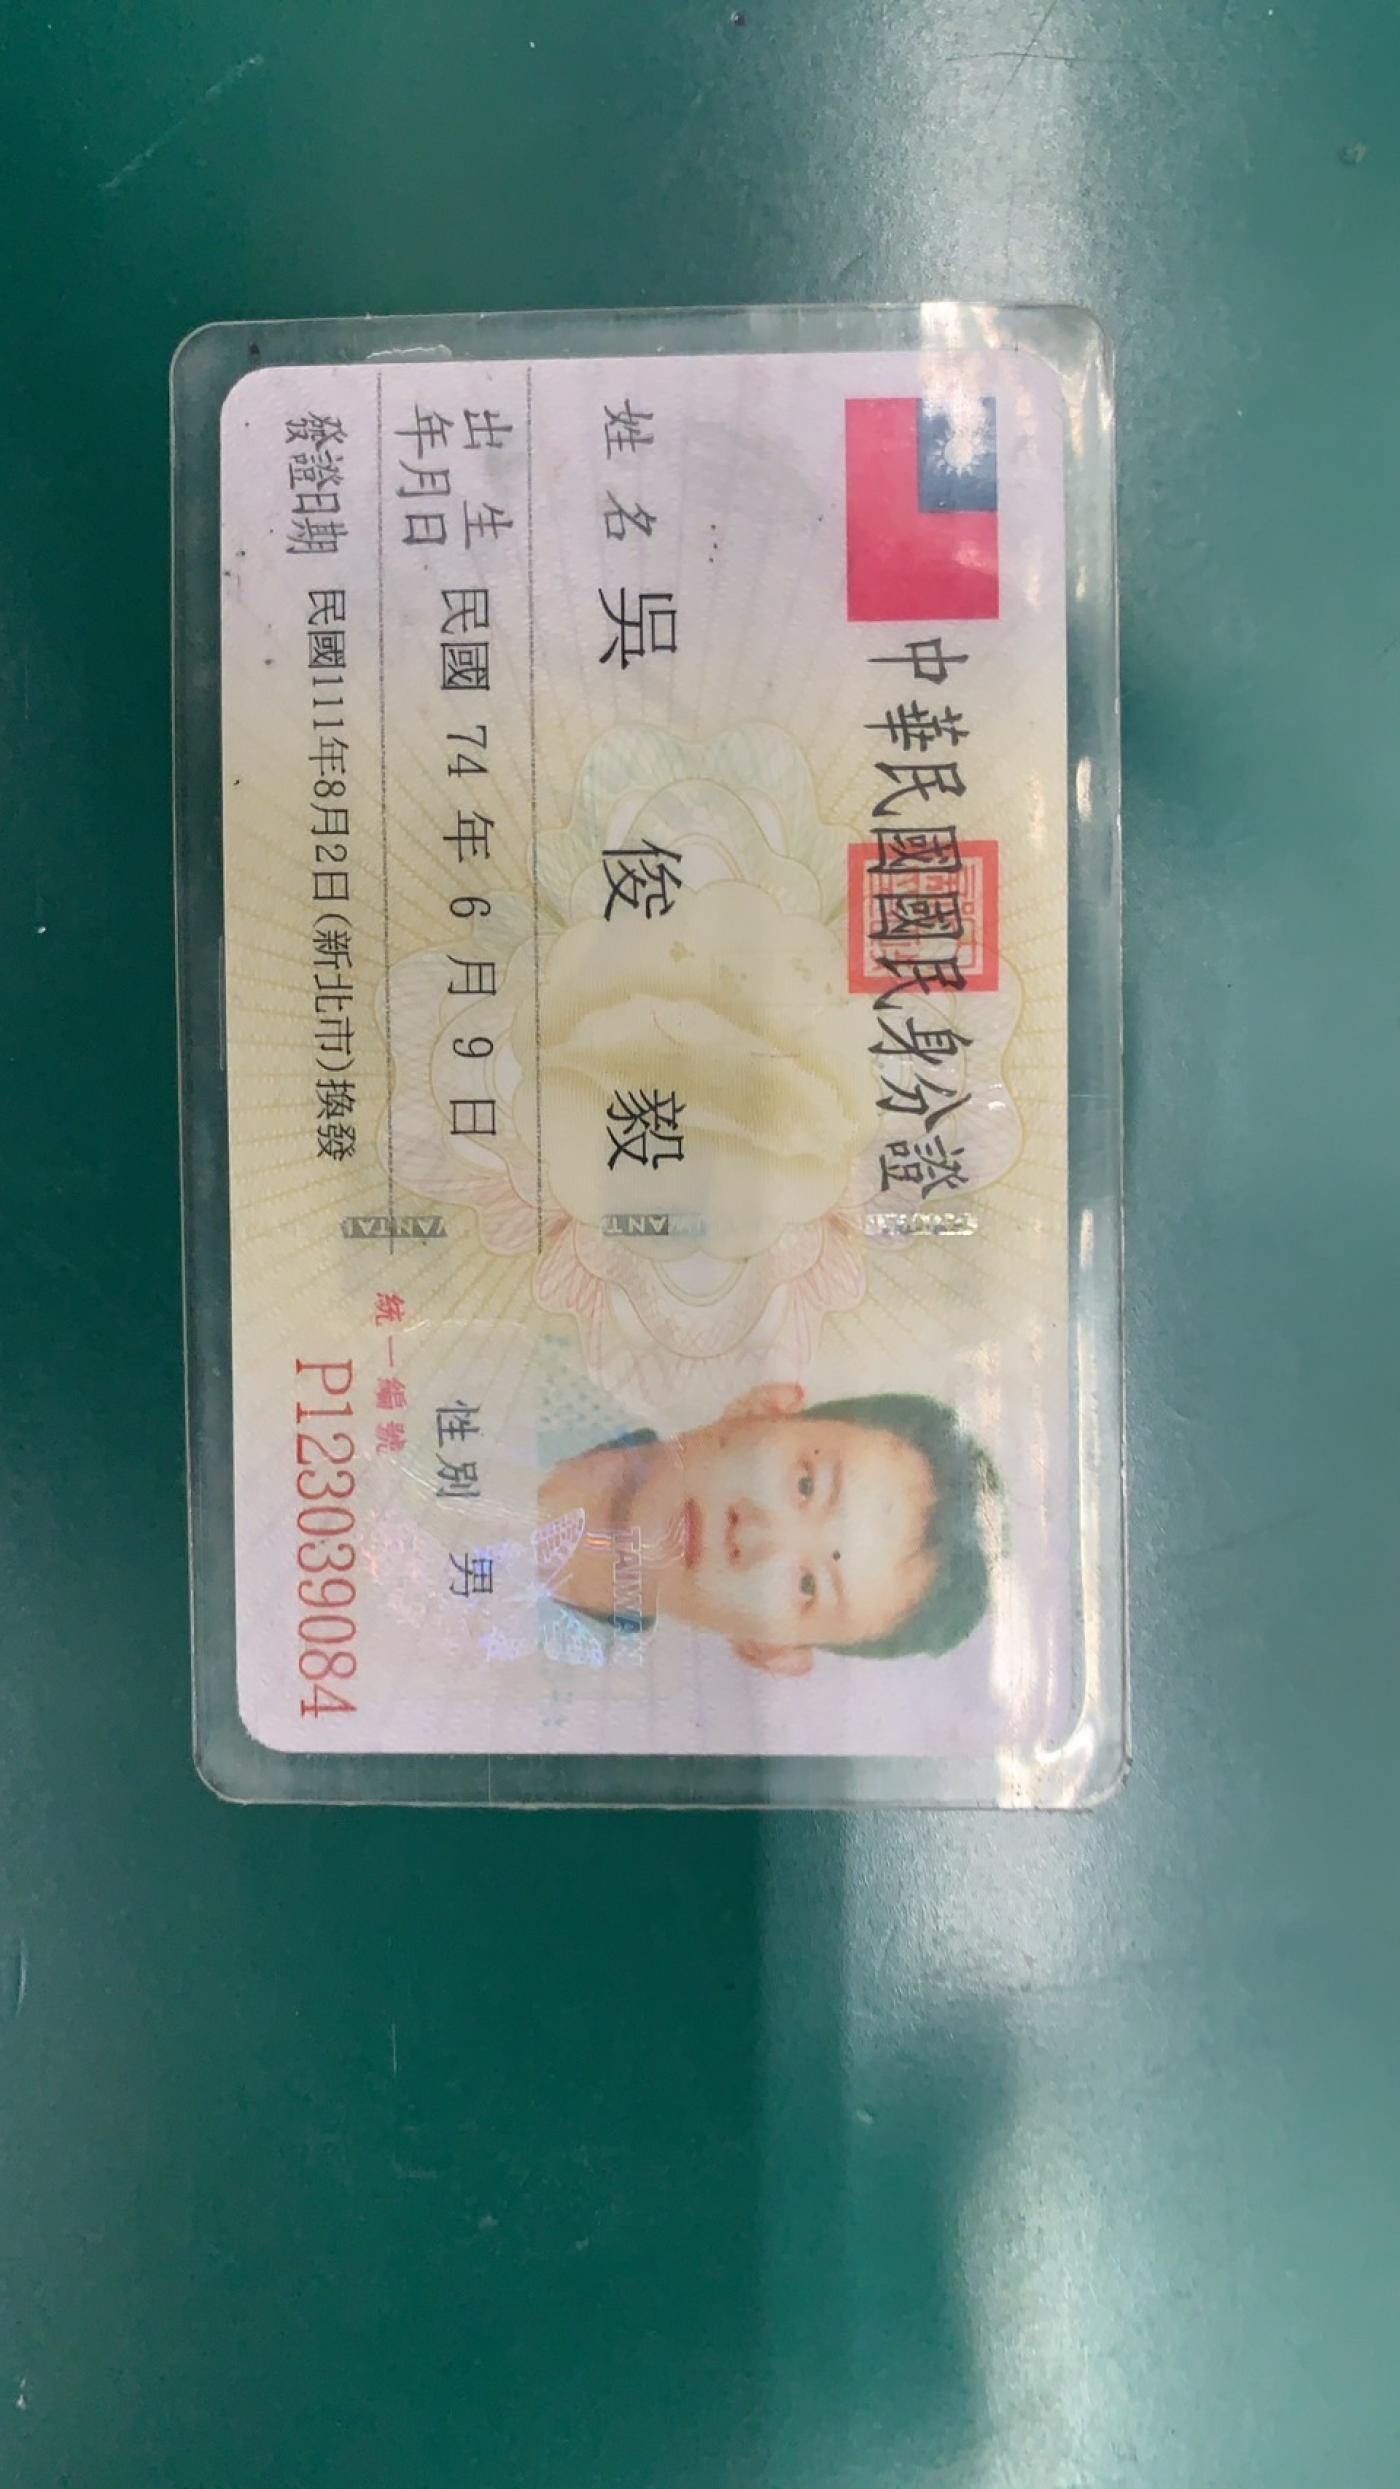 中華民國國民身分證
姓名 吳俊毅
出生年月日 民國 74 年 6 月 9 日
性別 男
發證日期 民國111年8月2日(新北市)換發
統一編號
P123039084
TAIWAN